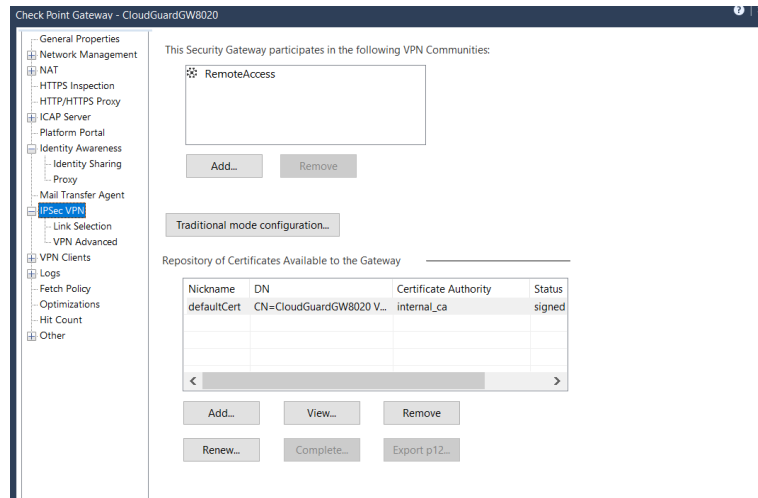 Check Point Gateway - CloudGuardGW8020
?
General Properties
Network Management
NAT
HTTPS Inspection
HTTP/HTTPS Proxy
ICAP Server
Platform Portal
Identity Awareness
Identity Sharing
Proxy
Mail Transfer Agent
IPSec VPN
Link Selection
VPN Advanced
VPN Clients
Logs
Fetch Policy
Optimizations
Hit Count
Other
This Security Gateway participates in the following VPN Communities:
RemoteAccess
Add... Remove
Traditional mode configuration...
Repository of Certificates Available to the Gateway
Nickname DN Certificate Authority Status
defaultCert CN=CloudGuardGW8020 V... internal_ca signed
Add... View... Remove
Renew... Complete... Export p12...